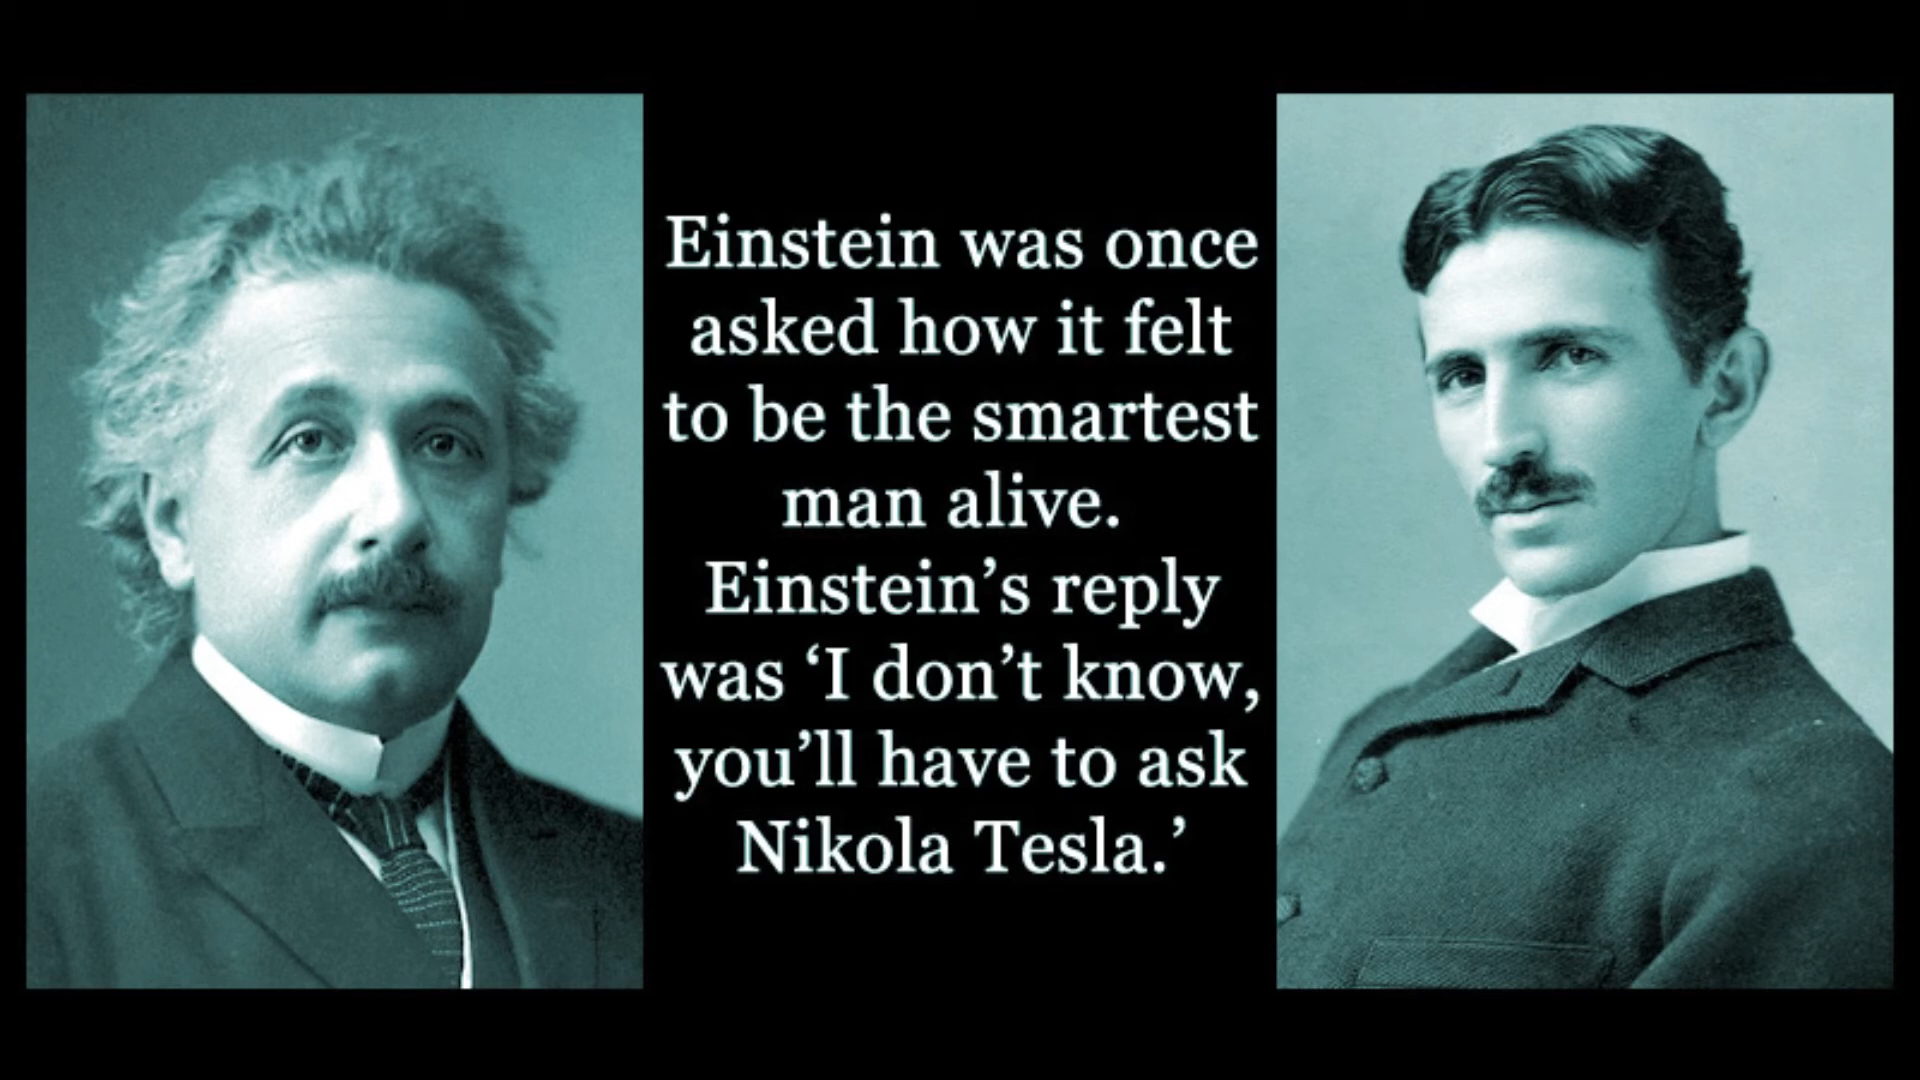 Einstein was once
asked how it felt
to be the smartest
man alive.
Einstein’s reply
was ‘I don’t know,
you’ll have to ask
Nikola Tesla.’